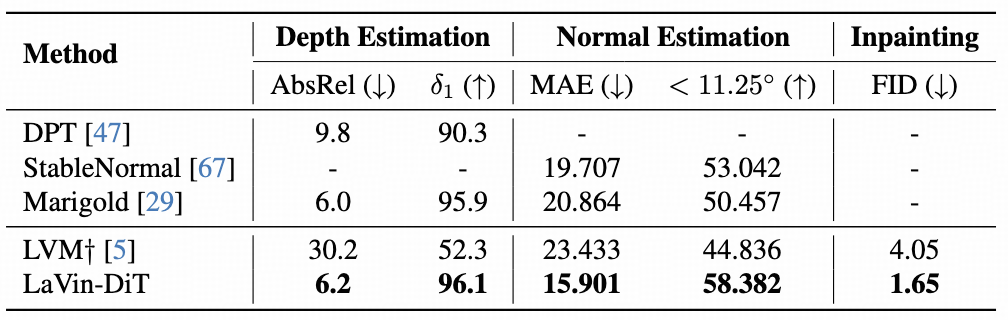 Method Depth Estimation Normal Estimation Inpainting
AbsRel (↓) δ₁ (↑) MAE (↓) < 11.25° (↑) FID (↓)
DPT [47] 9.8 90.3 - - -
StableNormal [67] - - 19.707 53.042 -
Marigold [29] 6.0 95.9 20.864 50.457 -
LVM† [5] 30.2 52.3 23.433 44.836 4.05
LaVin-DiT 6.2 96.1 15.901 58.382 1.65